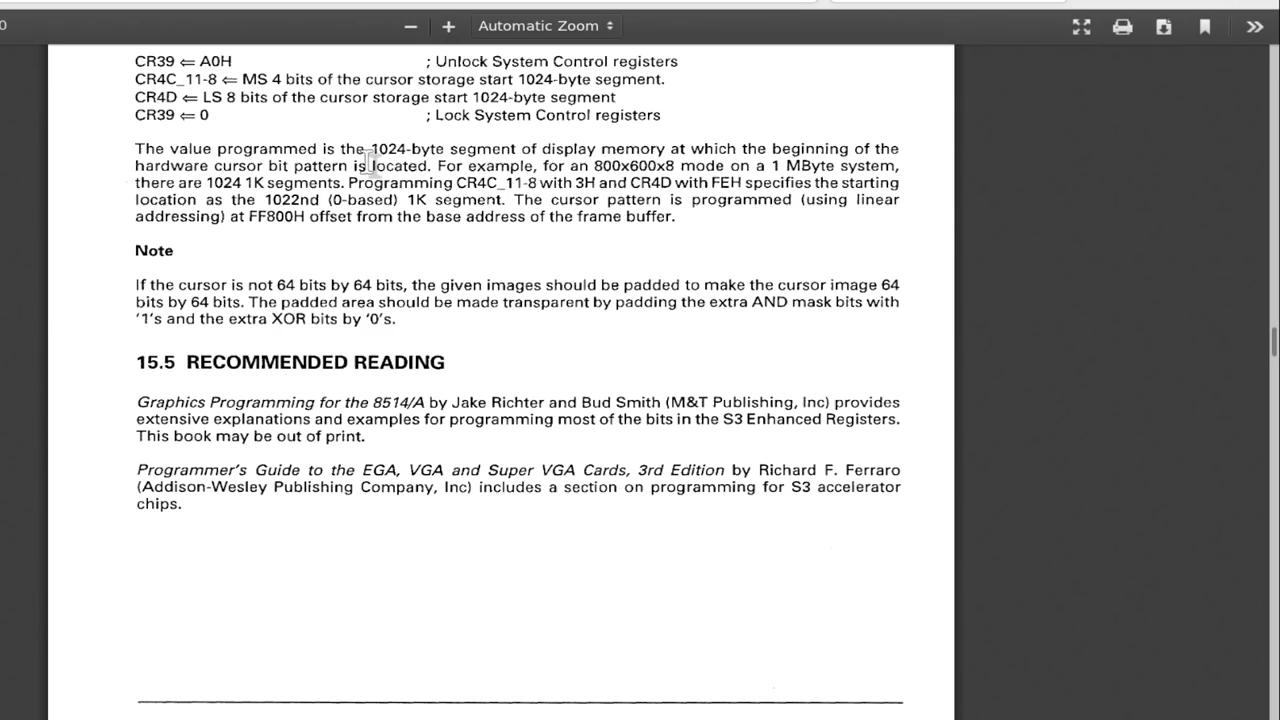 0
Automatic Zoom
CR39 ⇐ A0H ; Unlock System Control registers
CR4C_11-8 ⇐ MS 4 bits of the cursor storage start 1024-byte segment.
CR4D ⇐ LS 8 bits of the cursor storage start 1024-byte segment
CR39 ⇐ 0 ; Lock System Control registers
The value programmed is the 1024-byte segment of display memory at which the beginning of the
hardware cursor bit pattern is located. For example, for an 800x600x8 mode on a 1 MByte system,
there are 1024 1K segments. Programming CR4C_11-8 with 3H and CR4D with FEH specifies the starting
location as the 1022nd (0-based) 1K segment. The cursor pattern is programmed (using linear
addressing) at FF800H offset from the base address of the frame buffer.
Note
If the cursor is not 64 bits by 64 bits, the given images should be padded to make the cursor image 64
bits by 64 bits. The padded area should be made transparent by padding the extra AND mask bits with
'1's and the extra XOR bits by '0's.
15.5 RECOMMENDED READING
Graphics Programming for the 8514/A by Jake Richter and Bud Smith (M&T Publishing, Inc) provides
extensive explanations and examples for programming most of the bits in the S3 Enhanced Registers.
This book may be out of print.
Programmer's Guide to the EGA, VGA and Super VGA Cards, 3rd Edition by Richard F. Ferraro
(Addison-Wesley Publishing Company, Inc) includes a section on programming for S3 accelerator
chips.